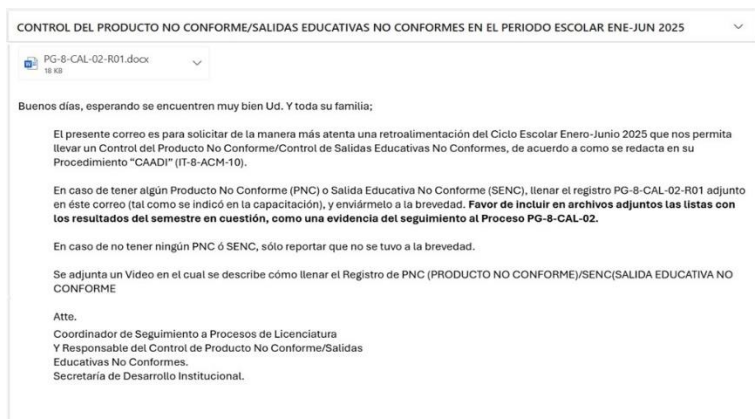 CONTROL DEL PRODUCTO NO CONFORME/SALIDAS EDUCATIVAS NO CONFORMES EN EL PERIODO ESCOLAR ENE-JUN 2025
PG-8-CAL-02-R01.docx
18 KB
Buenos días, esperando se encuentren muy bien Ud. Y toda su familia;
El presente correo es para solicitar de la manera más atenta una retroalimentación del Ciclo Escolar Enero-Junio 2025 que nos permita
llevar un Control del Producto No Conforme/Control de Salidas Educativas No Conformes, de acuerdo a como se redacta en su
Procedimiento "CAADI" (IT-8-ACM-10).
En caso de tener algún Producto No Conforme (PNC) o Salida Educativa No Conforme (SENC), llenar el registro PG-8-CAL-02-R01 adjunto
en éste correo (tal como se indicó en la capacitación), y enviármelo a la brevedad. Favor de incluir en archivos adjuntos las listas con
los resultados del semestre en cuestión, como una evidencia del seguimiento al Proceso PG-8-CAL-02.
En caso de no tener ningún PNC ó SENC, sólo reportar que no se tuvo a la brevedad.
Se adjunta un Video en el cual se describe cómo llenar el Registro de PNC (PRODUCTO NO CONFORME)/SENC(SALIDA EDUCATIVA NO
CONFORME
Atte.
Coordinador de Seguimiento a Procesos de Licenciatura
Y Responsable del Control de Producto No Conforme/Salidas
Educativas No Conformes.
Secretaría de Desarrollo Institucional.